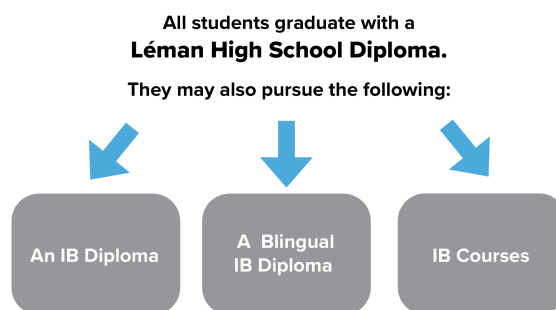 All students graduate with a
Léman High School Diploma.
They may also pursue the following:
An IB Diploma
A Blingual
IB Diploma
IB Courses